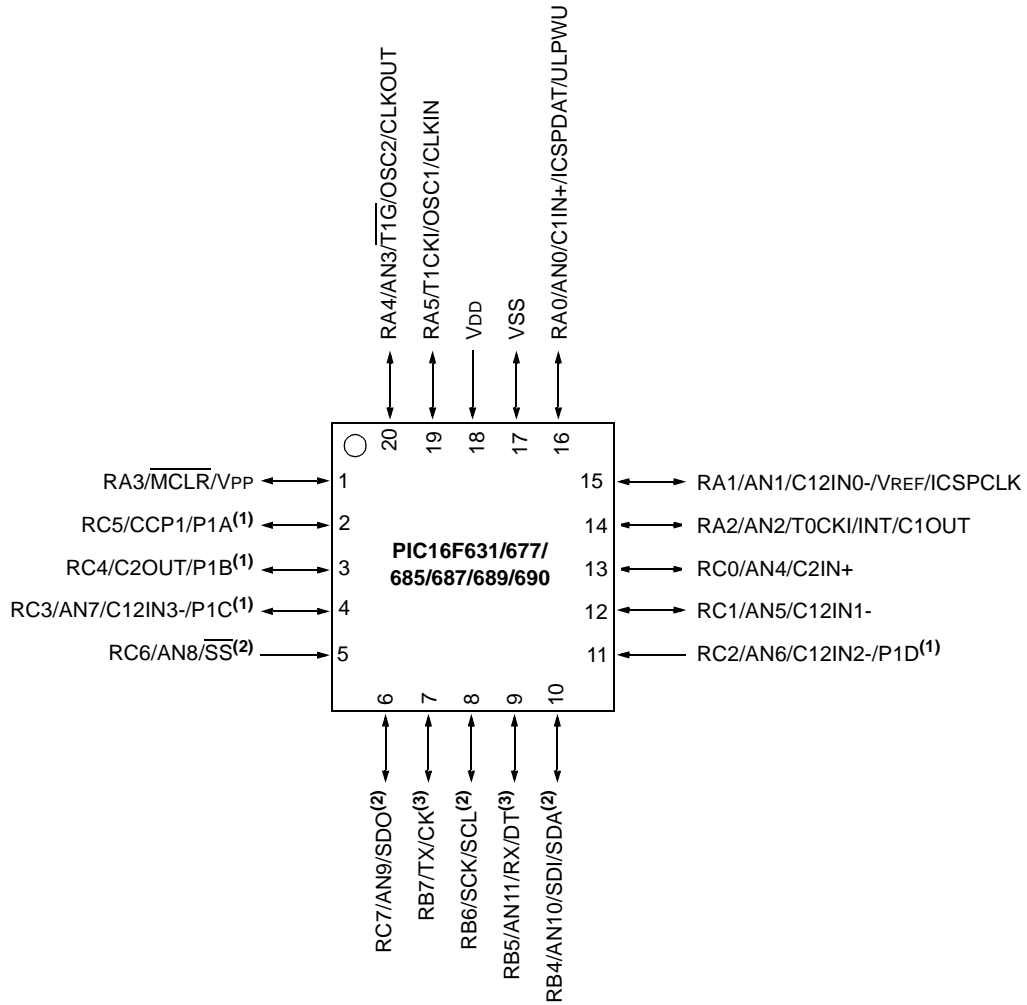 RA4/AN3/T1G/OSC2/CLKOUT
RA5/T1CKI/OSC1/CLKIN
VDD
VSS
RA0/AN0/C1IN+/ICSPDAT/ULPWU
20
19
18
17
16
RA3/MCLR/VPP
1
RC5/CCP1/P1A(1)
2
RC4/C2OUT/P1B(1)
3
RC3/AN7/C12IN3-/P1C(1)
4
RC6/AN8/SS(2)
5
PIC16F631/677/
685/687/689/690
15
RA1/AN1/C12IN0-/VREF/ICSPCLK
14
RA2/AN2/T0CKI/INT/C1OUT
13
RC0/AN4/C2IN+
12
RC1/AN5/C12IN1-
11
RC2/AN6/C12IN2-/P1D(1)
6
7
8
9
10
RC7/AN9/SDO(2)
RB7/TX/CK(3)
RB6/SCK/SCL(2)
RB5/AN11/RX/DT(3)
RB4/AN10/SDI/SDA(2)